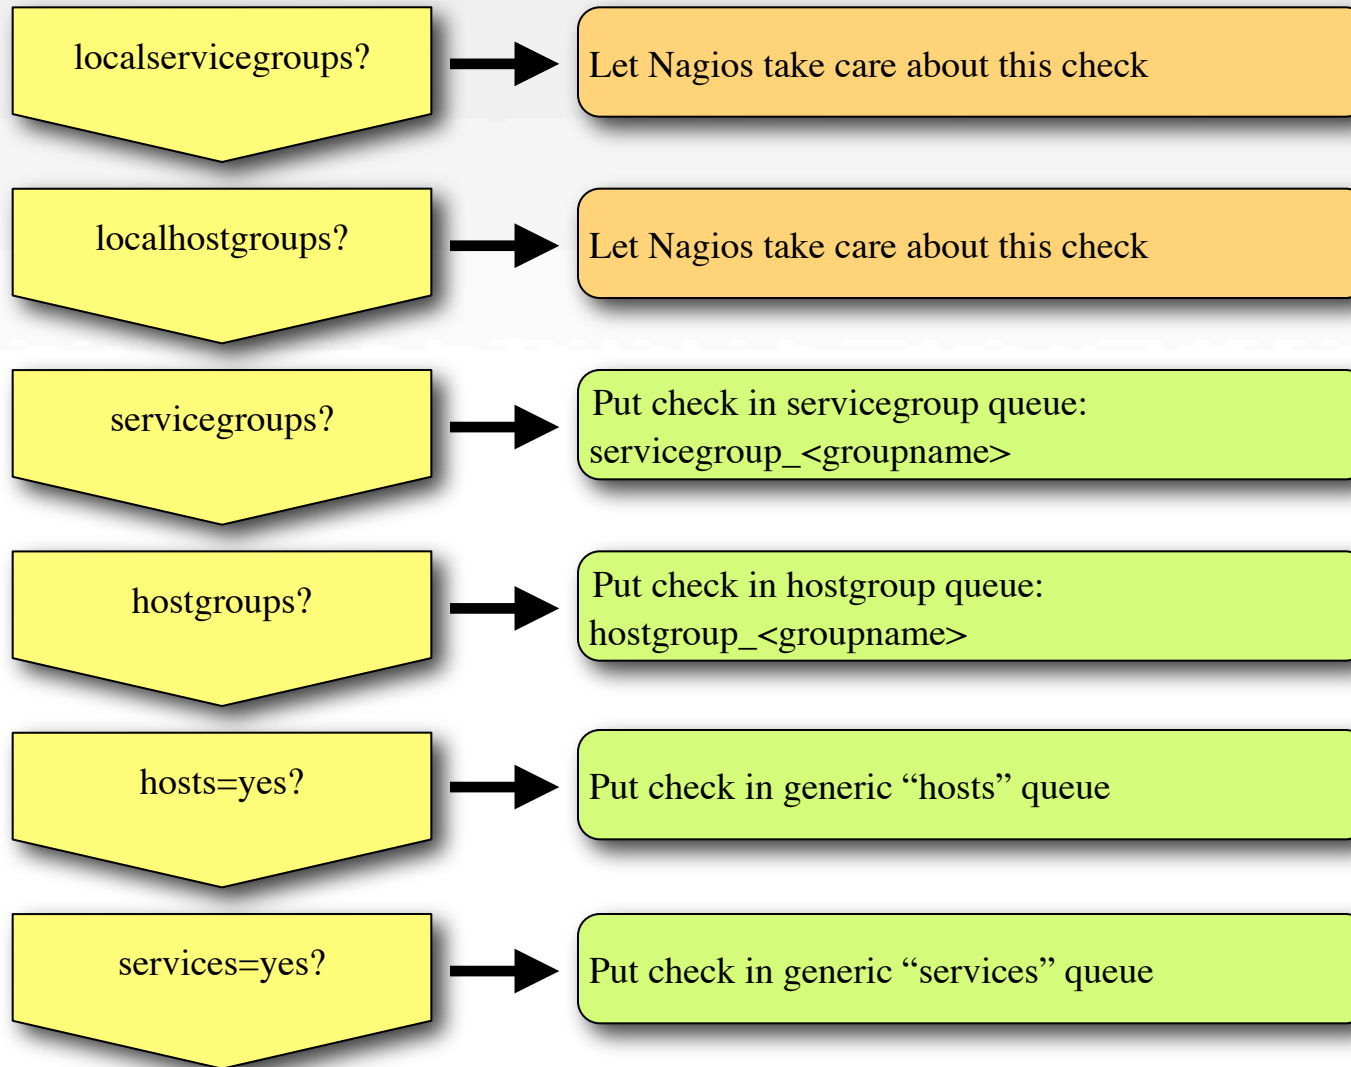 localservicegroups?
Let Nagios take care about this check
localhostgroups?
Let Nagios take care about this check
servicegroups?
Put check in servicegroup queue:
servicegroup_<groupname>
hostgroups?
Put check in hostgroup queue:
hostgroup_<groupname>
hosts=yes?
Put check in generic “hosts” queue
services=yes?
Put check in generic “services” queue